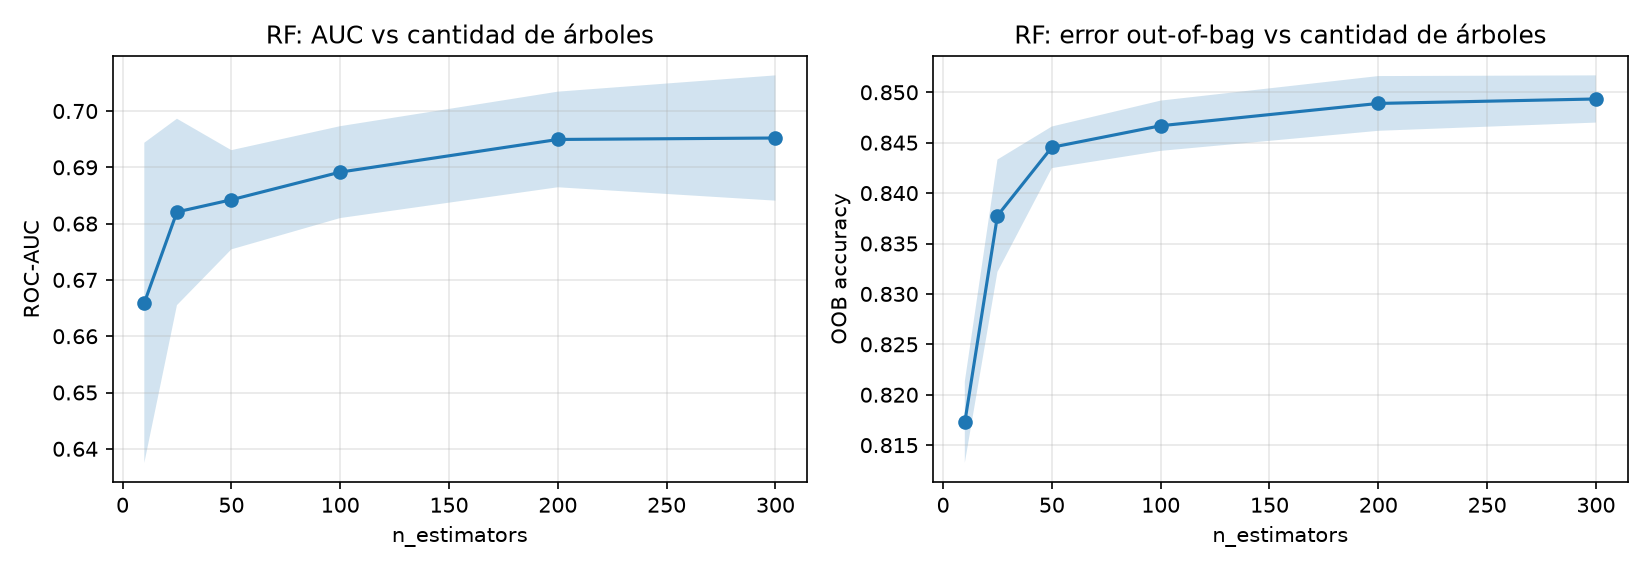 RF: AUC vs cantidad de árboles
ROC-AUC
0.70
0.69
0.68
0.67
0.66
0.65
0.64
0 50 100 150 200 250 300
n_estimators
RF: error out-of-bag vs cantidad de árboles
OOB accuracy
0.850
0.845
0.840
0.835
0.830
0.825
0.820
0.815
0 50 100 150 200 250 300
n_estimators